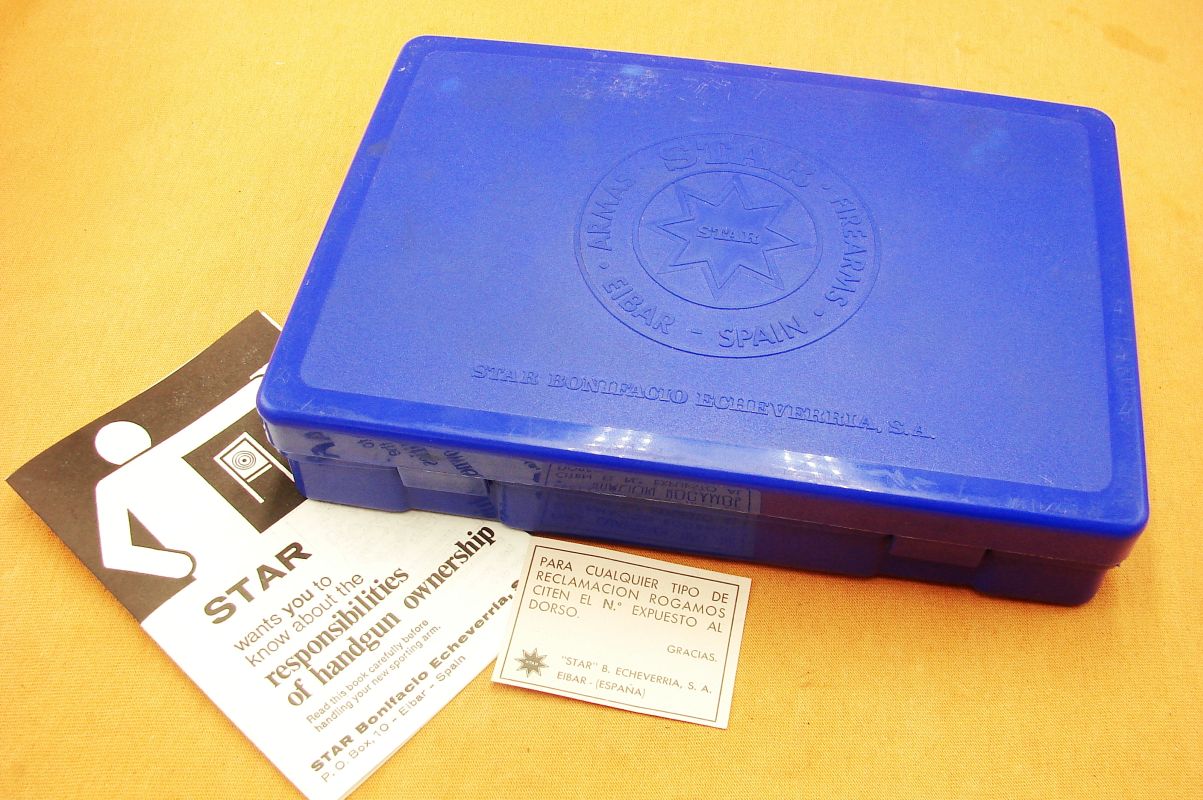 STAR
ARMAS · FIREARMS
STAR
EIBAR - SPAIN
STAR BONIFACIO ECHEVERRIA, S.A.
STAR
wants you to
know about the
responsibilities
of handgun ownership
Read this book carefully before
handling your new sporting arm.
STAR Bonifacio Echeverria,
P. O. Box, 10 - Eibar - Spain
PARA CUALQUIER TIPO DE
RECLAMACION ROGAMOS
CITEN EL N.º EXPUESTO AL
DORSO.
GRACIAS.
"STAR" B. ECHEVERRIA, S. A.
EIBAR - (ESPAÑA)